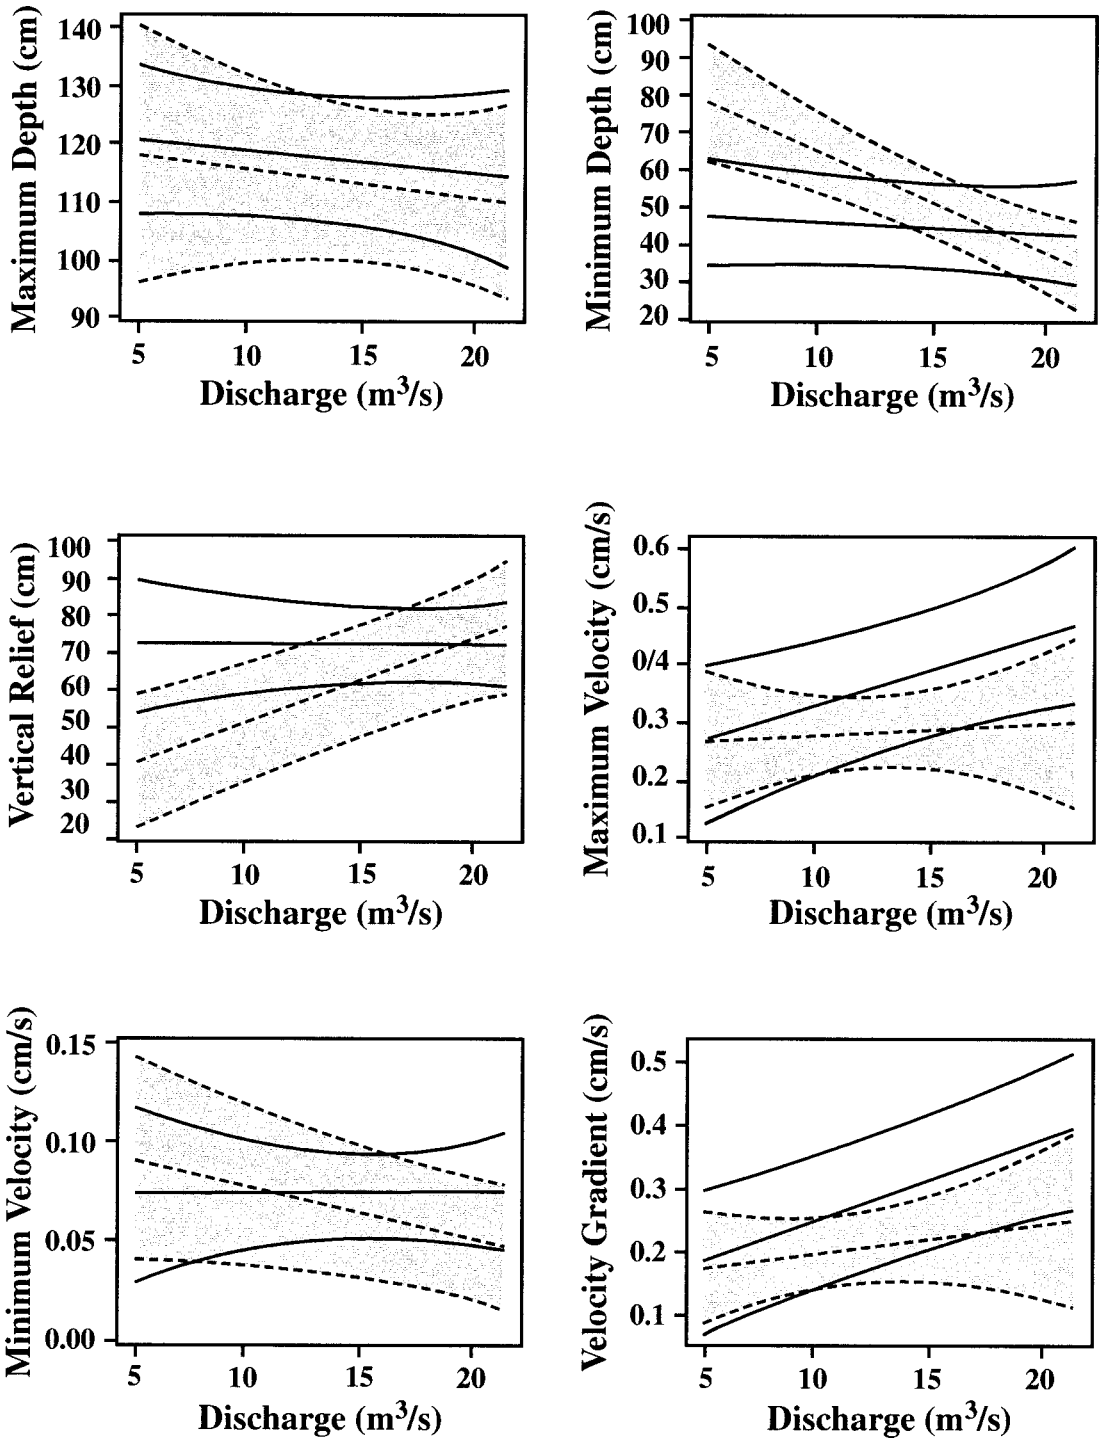 Maximum Depth (cm)
140
130
120
110
100
90
5 10 15 20
Discharge (m³/s)
Minimum Depth (cm)
100
90
80
70
60
50
40
30
20
5 10 15 20
Discharge (m³/s)
Vertical Relief (cm)
100
90
80
70
60
50
40
30
20
5 10 15 20
Discharge (m³/s)
Maximum Velocity (cm/s)
0.6
0.5
0/4
0.3
0.2
0.1
5 10 15 20
Discharge (m³/s)
Minimum Velocity (cm/s)
0.15
0.10
0.05
0.00
5 10 15 20
Discharge (m³/s)
Velocity Gradient (cm/s)
0.5
0.4
0.3
0.2
0.1
5 10 15 20
Discharge (m³/s)